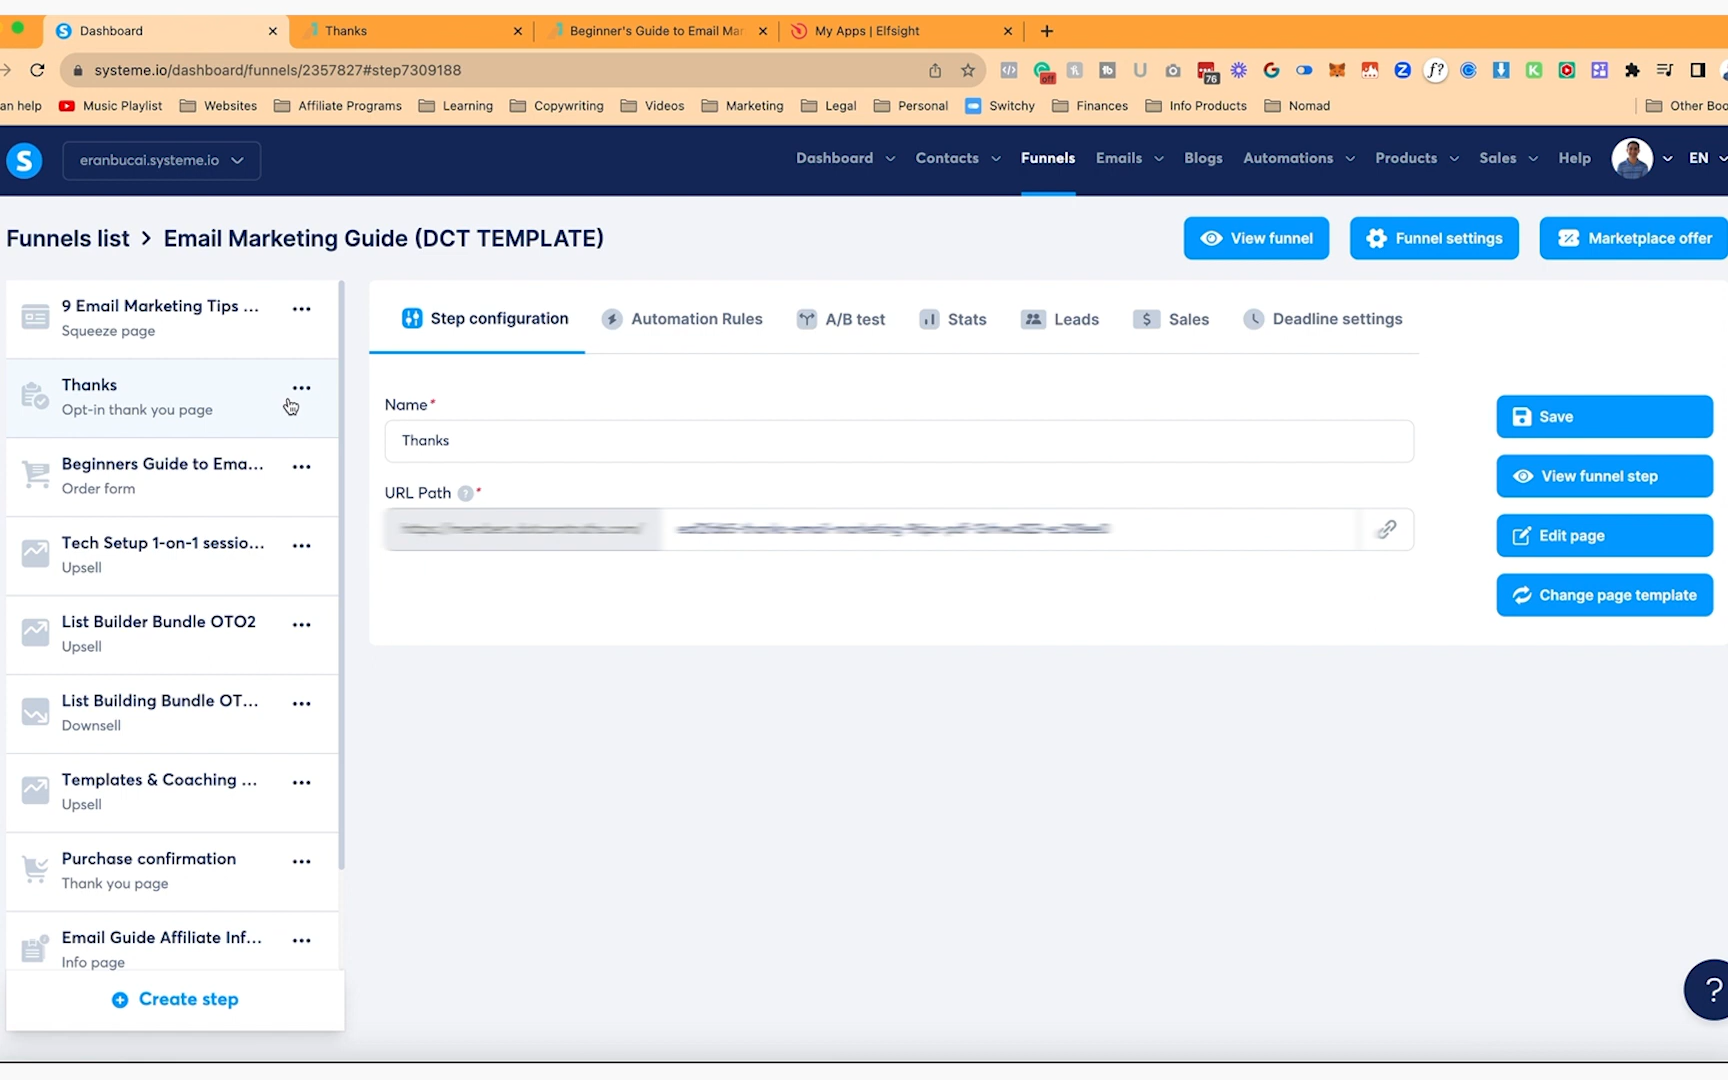 Dashboard
Thanks
Beginner's Guide to Email Mar
My Apps | Elfsight
systeme.io/dashboard/funnels/2357827#step7309188
off
76
f?
an help
Music Playlist
Websites
Affiliate Programs
Learning
Copywriting
Videos
Marketing
Legal
Personal
Switchy
Finances
Info Products
Nomad
Other Boo
S
eranbucai.systeme.io
Dashboard
Contacts
Funnels
Emails
Blogs
Automations
Products
Sales
Help
EN
Funnels list > Email Marketing Guide (DCT TEMPLATE)
View funnel
Funnel settings
Marketplace offer
9 Email Marketing Tips ...
Squeeze page
Thanks
Opt-in thank you page
Beginners Guide to Ema...
Order form
Tech Setup 1-on-1 sessio...
Upsell
List Builder Bundle OTO2
Upsell
List Building Bundle OT...
Downsell
Templates & Coaching ...
Upsell
Purchase confirmation
Thank you page
Email Guide Affiliate Inf...
Info page
Create step
Step configuration
Automation Rules
A/B test
Stats
Leads
Sales
Deadline settings
Name*
Thanks
URL Path ? *
Save
View funnel step
Edit page
Change page template
?